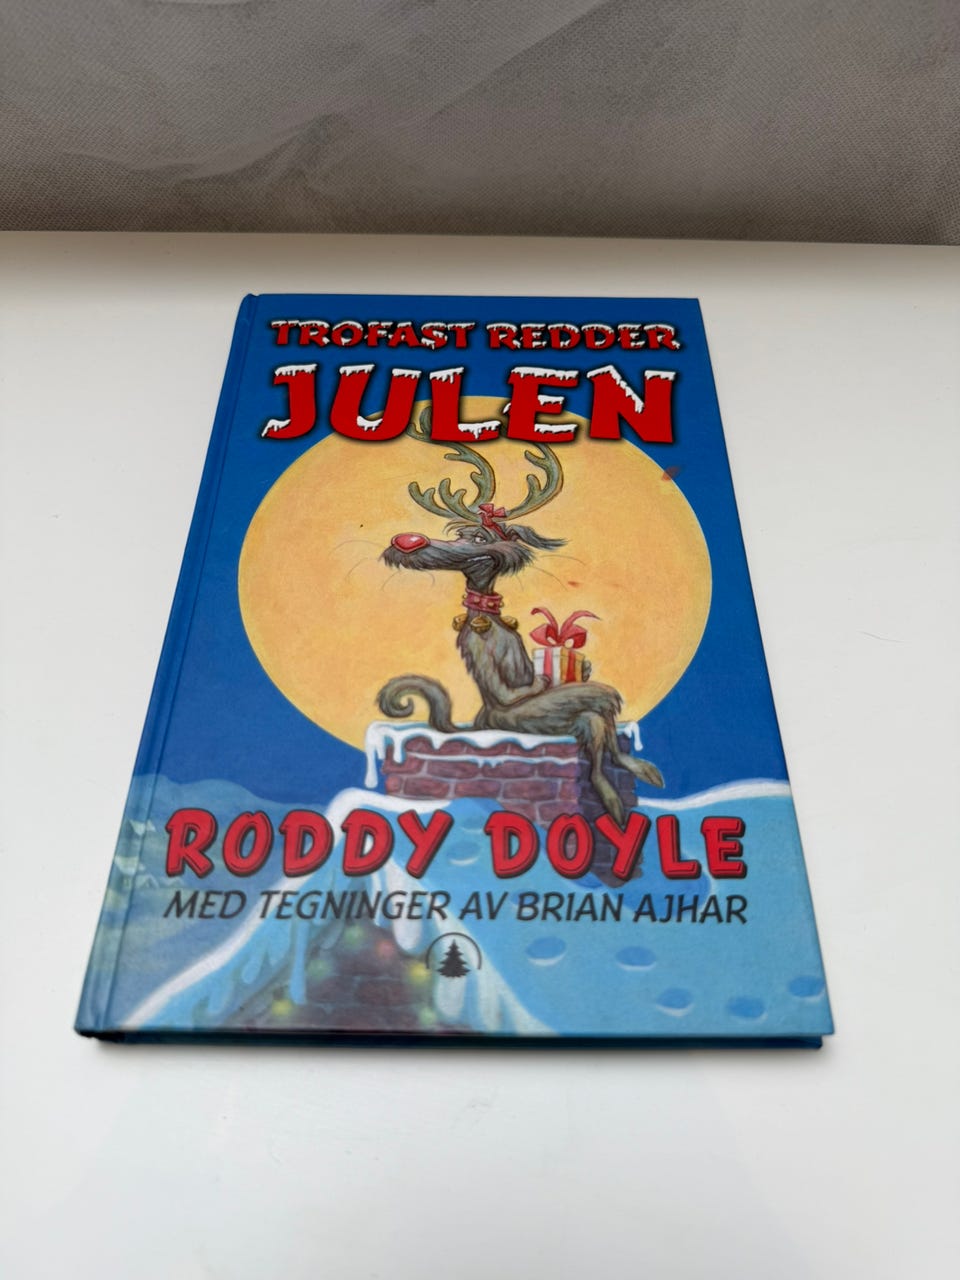 TROFAST REDDER
JULEN
RODDY DOYLE
MED TEGNINGER AV BRIAN AJHAR